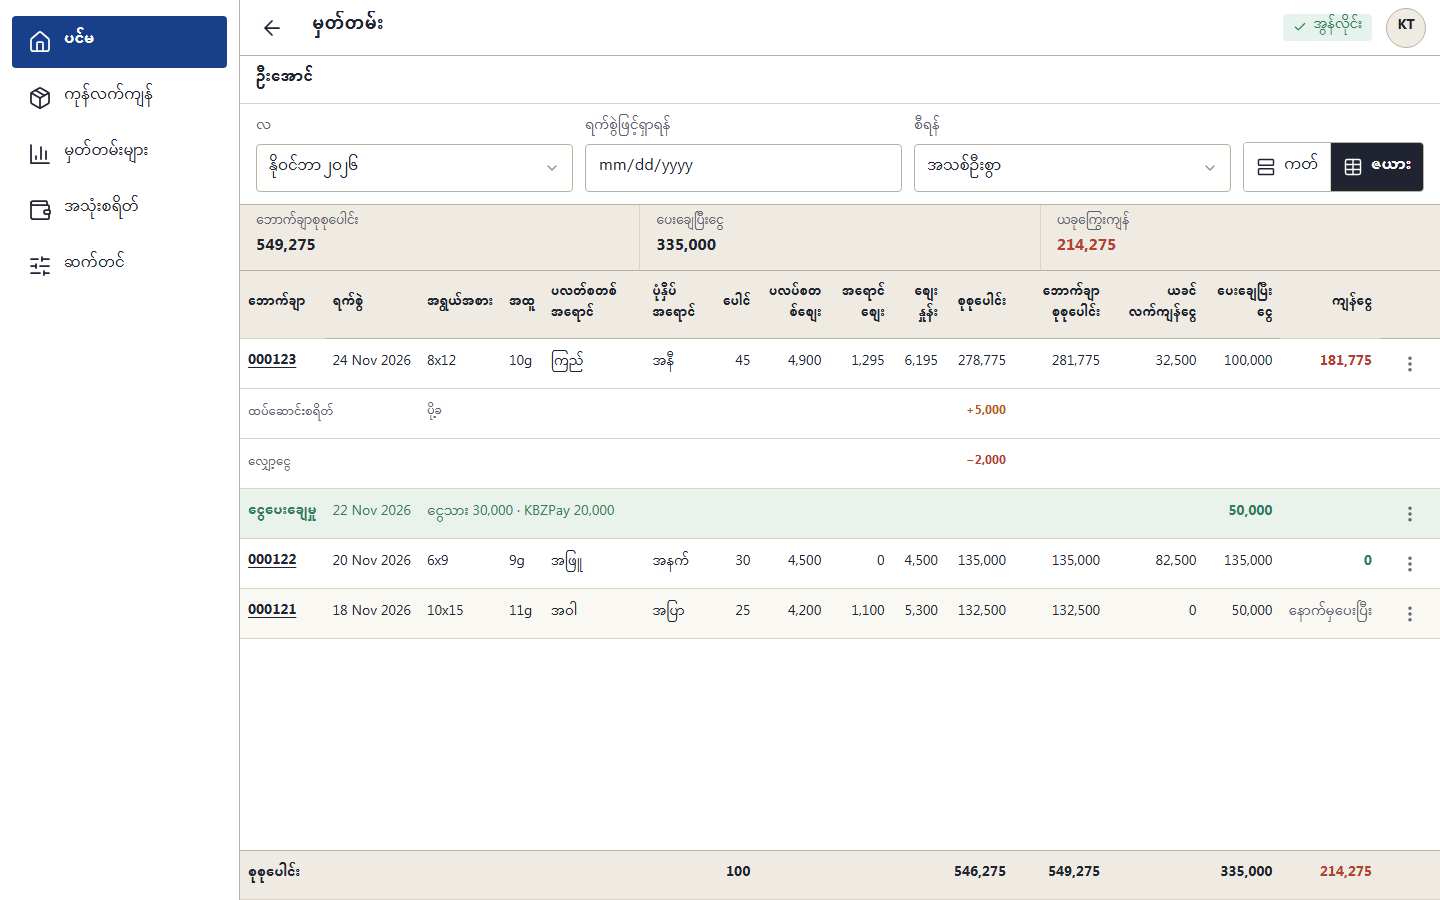 ပင်မ
ကုန်လက်ကျန်
မှတ်တမ်းများ
အသုံးစရိတ်
ဆက်တင်
မှတ်တမ်း
အွန်လိုင်း
KT
ဦးအောင်
လ
ရက်စွဲဖြင့်ရှာရန်
စီရန်
နိုဝင်ဘာ၂၀၂၆
mm/dd/yyyy
အသစ်ဦးစွာ
ကတ်
ဇယား
ဘောက်ချာစုစုပေါင်း
ပေးချေပြီးငွေ
ယခုကြွေးကျန်
549,275
335,000
214,275
ဘောက်ချာ ရက်စွဲ အရွယ်အစား အထူ ပလတ်စတစ် အရောင် ပုံနှိပ် အရောင် ပေါင် ပလပ်စတစ်ဈေး အရောင် ဈေး ဈေး နှုန်း စုစုပေါင်း ဘောက်ချာ စုစုပေါင်း ယခင် လက်ကျန်ငွေ ပေးချေပြီး ငွေ ကျန်ငွေ
000123 24 Nov 2026 8x12 10g ကြည် အနီ 45 4,900 1,295 6,195 278,775 281,775 32,500 100,000 181,775
ထပ်ဆောင်းစရိတ် ပို့ခ +5,000
လျှော့ငွေ −2,000
ငွေပေးချေမှု 22 Nov 2026 ငွေသား 30,000 · KBZPay 20,000 50,000
000122 20 Nov 2026 6x9 9g အဖြူ အနက် 30 4,500 0 4,500 135,000 135,000 82,500 135,000 0
000121 18 Nov 2026 10x15 11g အဝါ အပြာ 25 4,200 1,100 5,300 132,500 132,500 0 50,000 နောက်မှပေးပြီး
စုစုပေါင်း 100 546,275 549,275 335,000 214,275